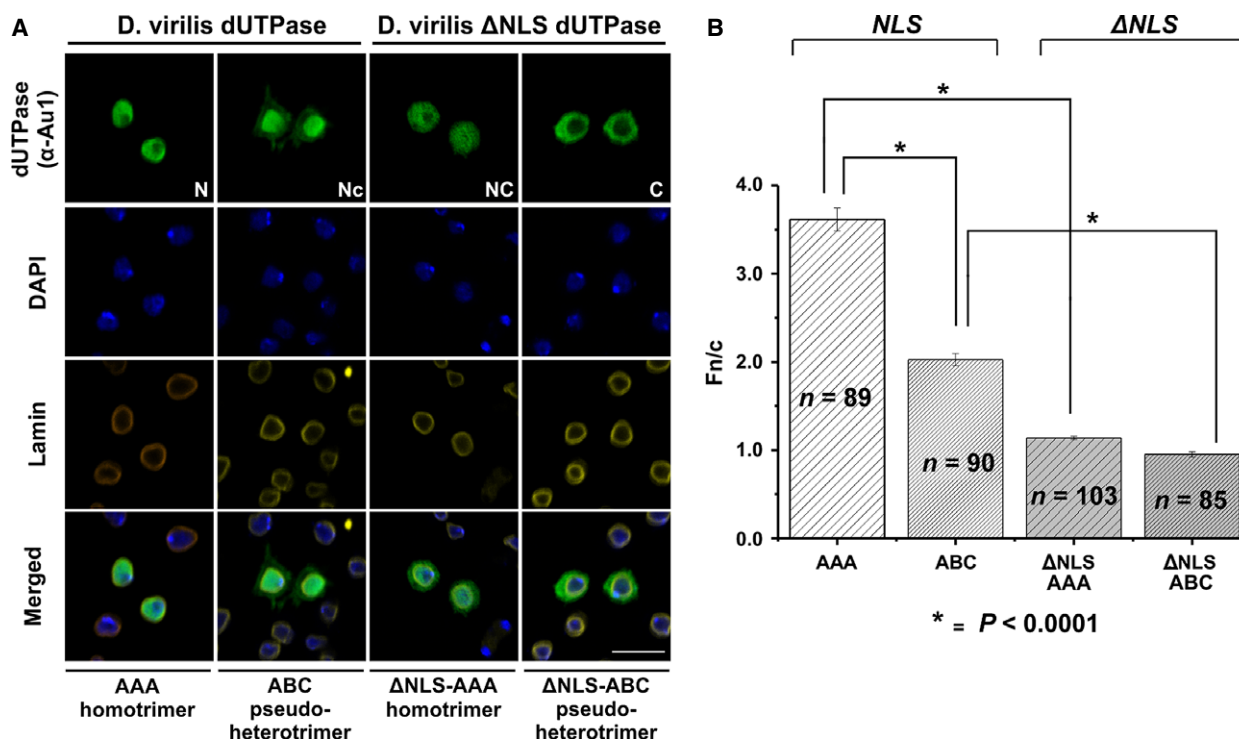 A
D. virilis dUTPase
D. virilis ΔNLS dUTPase
dUTPase
(α-Au1)
N
Nc
NC
C
DAPI
Lamin
Merged
AAA
homotrimer
ABC
pseudo-
heterotrimer
ΔNLS-AAA
homotrimer
ΔNLS-ABC
pseudo-
heterotrimer
B
NLS
ΔNLS
*
*
*
Fn/c
4.0
3.0
2.0
1.0
0.0
n = 89
n = 90
n = 103
n = 85
AAA
ABC
ΔNLS
AAA
ΔNLS
ABC
* = P < 0.0001